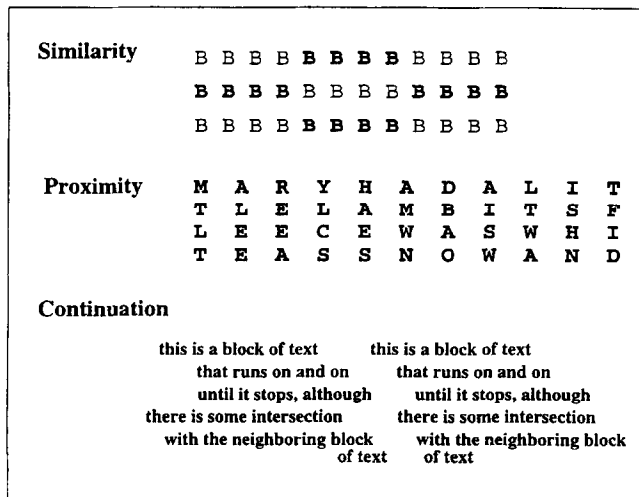 Similarity B B B B B B B B B B B B
B B B B B B B B B B B B
B B B B B B B B B B B B
Proximity M A R Y H A D A L I T
T L E L A M B I T S F
L E E C E W A S W H I
T E A S S N O W A N D
Continuation
this is a block of text this is a block of text
that runs on and on that runs on and on
until it stops, although until it stops, although
there is some intersection there is some intersection
with the neighboring block with the neighboring block
of text of text